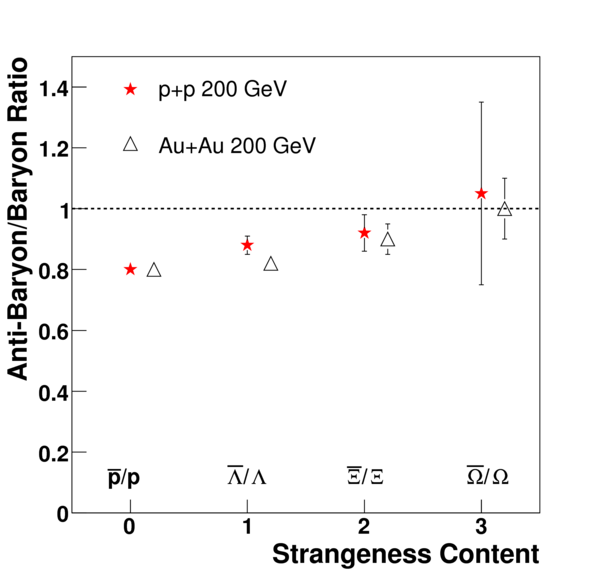 Anti-Baryon/Baryon Ratio
1.4
1.2
1
0.8
0.6
0.4
0.2
0
p+p 200 GeV
Au+Au 200 GeV
p̅/p
Λ̅/Λ
Ξ̅/Ξ
Ω̅/Ω
0 1 2 3
Strangeness Content